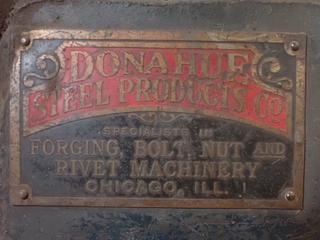 DONAHUE
STEEL PRODUCTS CO
SPECIALISTS IN
FORGING, BOLT, NUT AND
RIVET MACHINERY
CHICAGO, ILL.